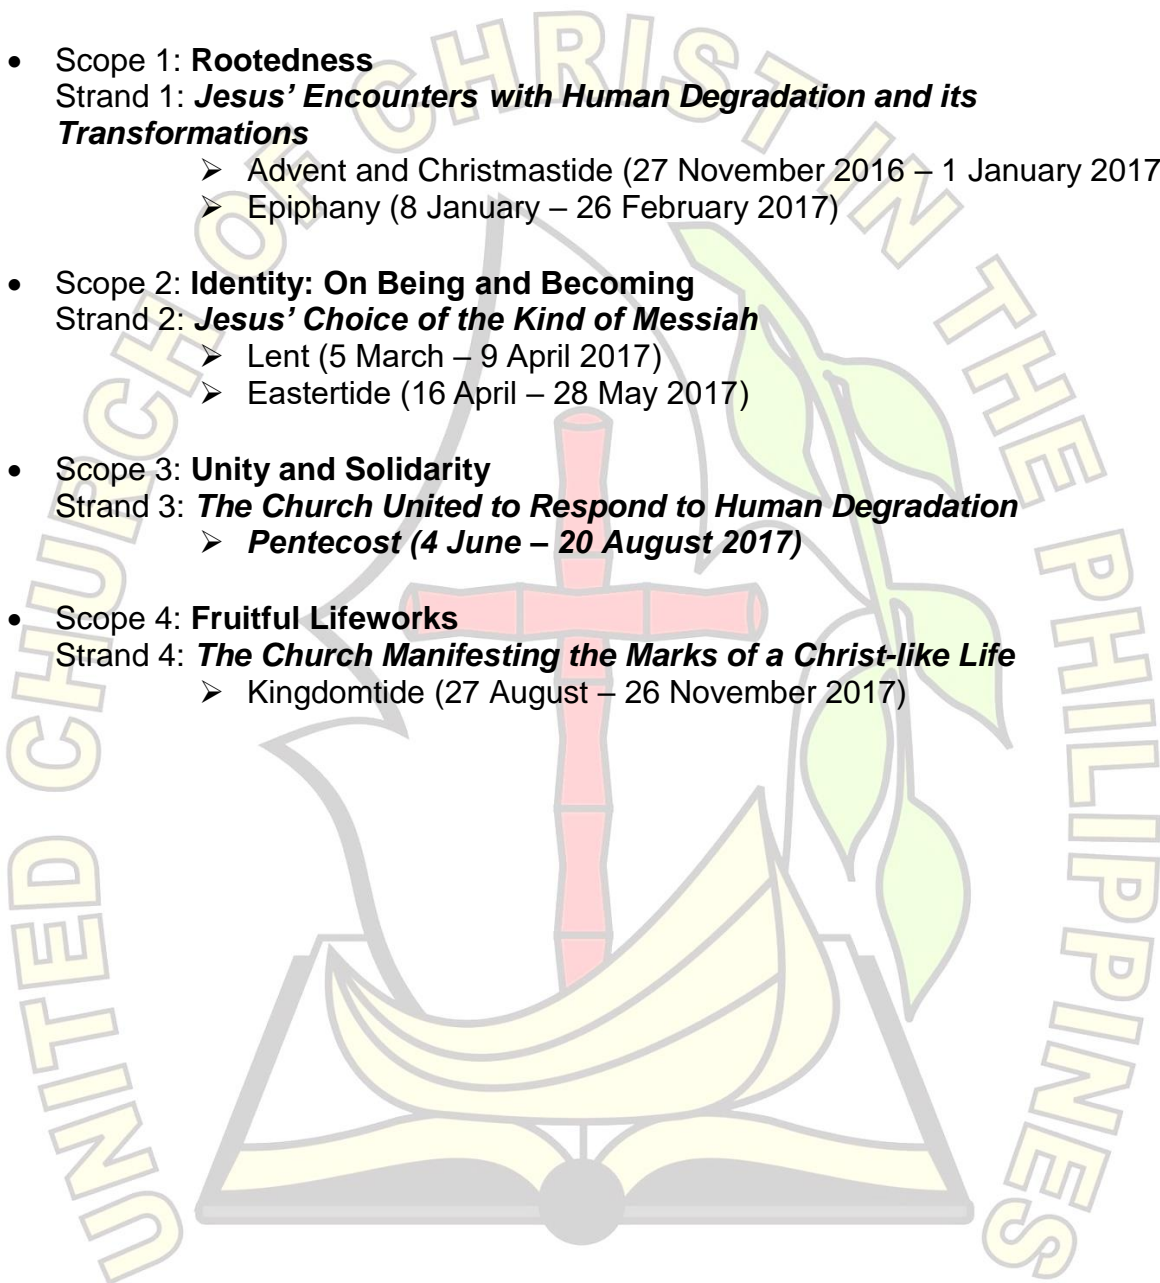 • Scope 1: Rootedness
Strand 1: Jesus’ Encounters with Human Degradation and its
Transformations
➢ Advent and Christmastide (27 November 2016 – 1 January 2017
➢ Epiphany (8 January – 26 February 2017)
• Scope 2: Identity: On Being and Becoming
Strand 2: Jesus’ Choice of the Kind of Messiah
➢ Lent (5 March – 9 April 2017)
➢ Eastertide (16 April – 28 May 2017)
• Scope 3: Unity and Solidarity
Strand 3: The Church United to Respond to Human Degradation
➢ Pentecost (4 June – 20 August 2017)
• Scope 4: Fruitful Lifeworks
Strand 4: The Church Manifesting the Marks of a Christ-like Life
➢ Kingdomtide (27 August – 26 November 2017)
UNITED CHURCH OF CHRIST IN THE PHILIPPINES